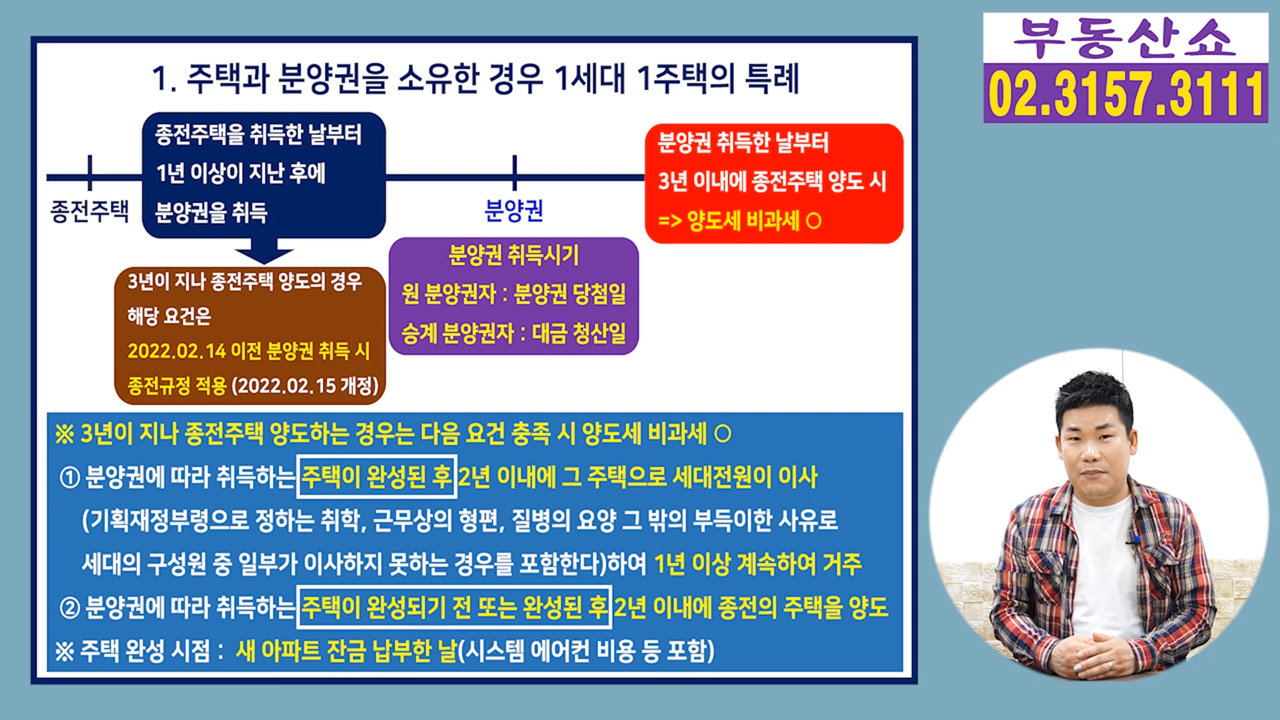 부동산쇼
02.3157.3111
1. 주택과 분양권을 소유한 경우 1세대 1주택의 특례
종전주택
종전주택을 취득한 날부터
1년 이상이 지난 후에
분양권을 취득
분양권
분양권 취득한 날부터
3년 이내에 종전주택 양도 시
=> 양도세 비과세 ○
3년이 지나 종전주택 양도의 경우
해당 요건은
2022.02.14 이전 분양권 취득 시
종전규정 적용 (2022.02.15 개정)
분양권 취득시기
원 분양권자 : 분양권 당첨일
승계 분양권자 : 대금 청산일
※ 3년이 지나 종전주택 양도하는 경우는 다음 요건 충족 시 양도세 비과세 ○
① 분양권에 따라 취득하는 주택이 완성된 후 2년 이내에 그 주택으로 세대전원이 이사
(기획재정부령으로 정하는 취학, 근무상의 형편, 질병의 요양 그 밖의 부득이한 사유로
세대의 구성원 중 일부가 이사하지 못하는 경우를 포함한다)하여 1년 이상 계속하여 거주
② 분양권에 따라 취득하는 주택이 완성되기 전 또는 완성된 후 2년 이내에 종전의 주택을 양도
※ 주택 완성 시점 : 새 아파트 잔금 납부한 날(시스템 에어컨 비용 등 포함)